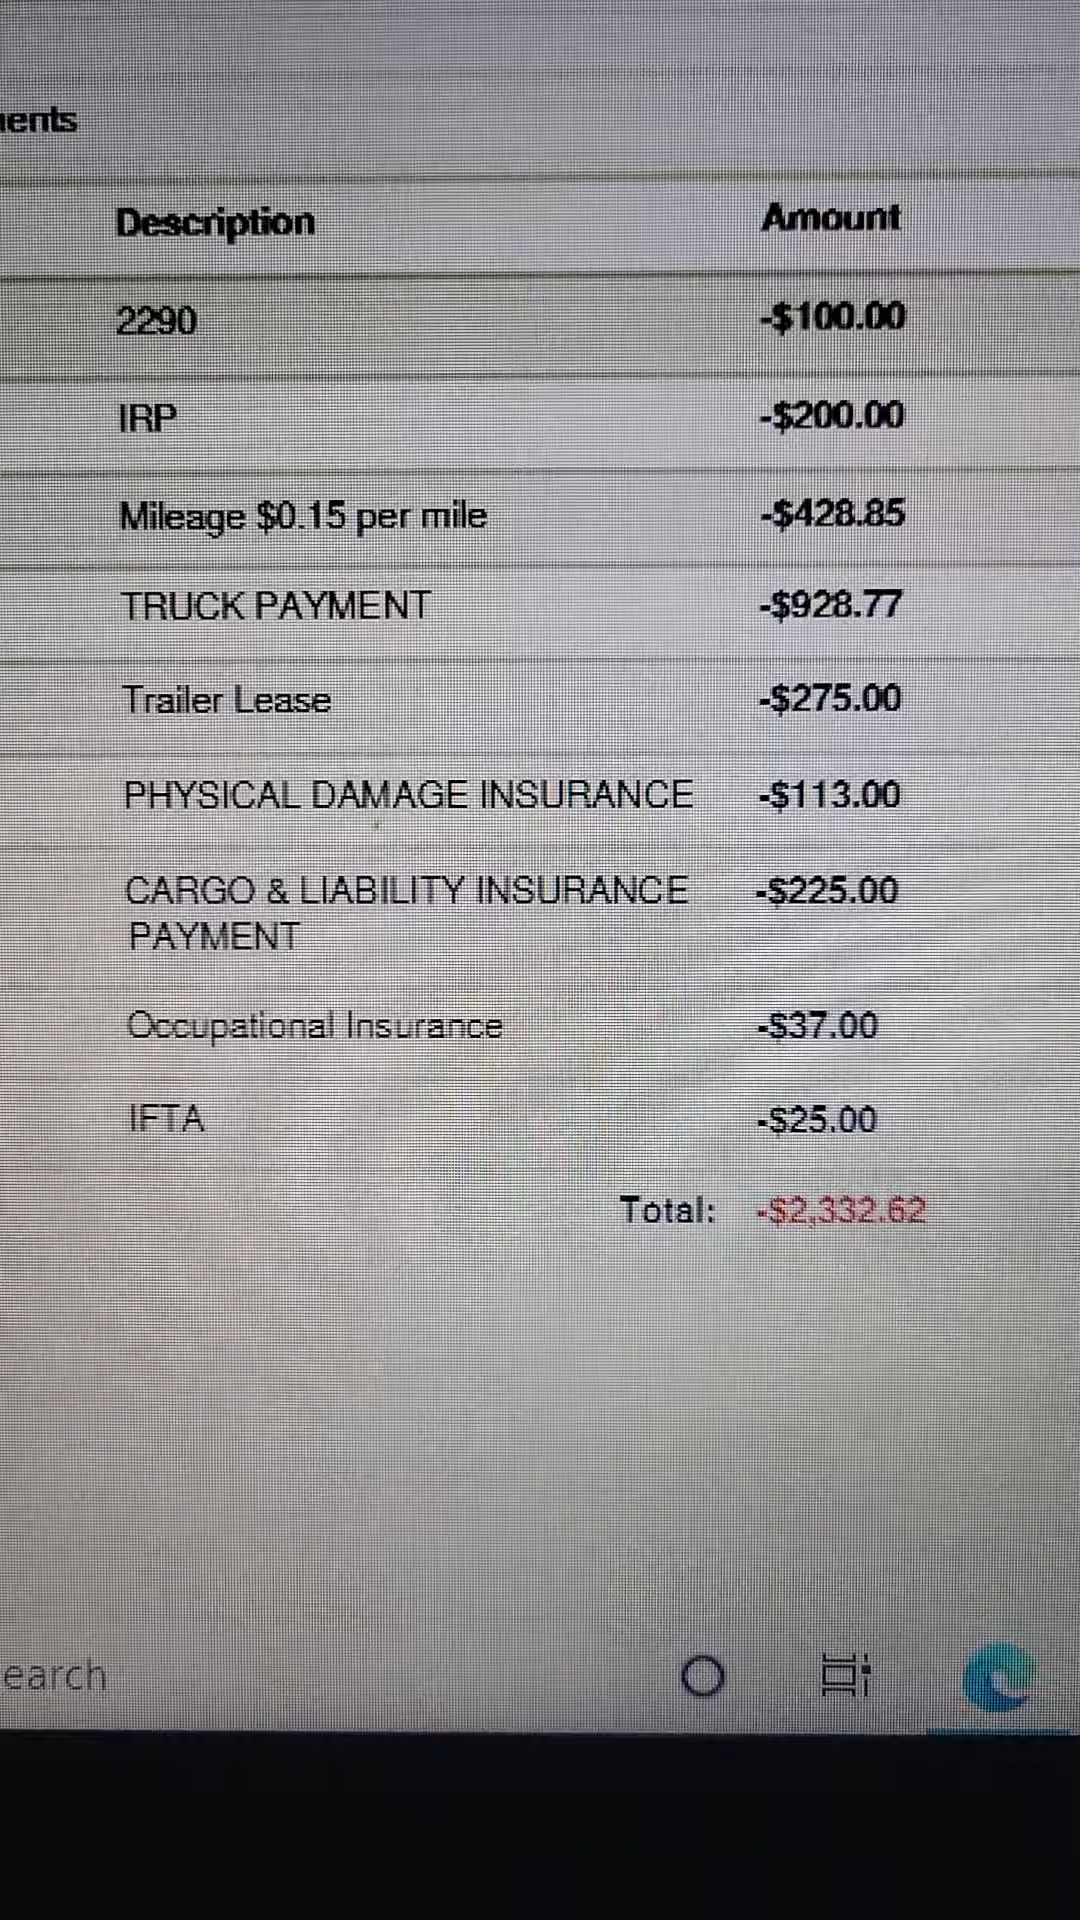 ents
Description Amount
2290 -$100.00
IRP -$200.00
Mileage $0.15 per mile -$428.85
TRUCK PAYMENT -$928.77
Trailer Lease -$275.00
PHYSICAL DAMAGE INSURANCE -$113.00
CARGO & LIABILITY INSURANCE -$225.00
PAYMENT
Occupational Insurance -$37.00
IFTA -$25.00
Total: -$2,332.62
earch